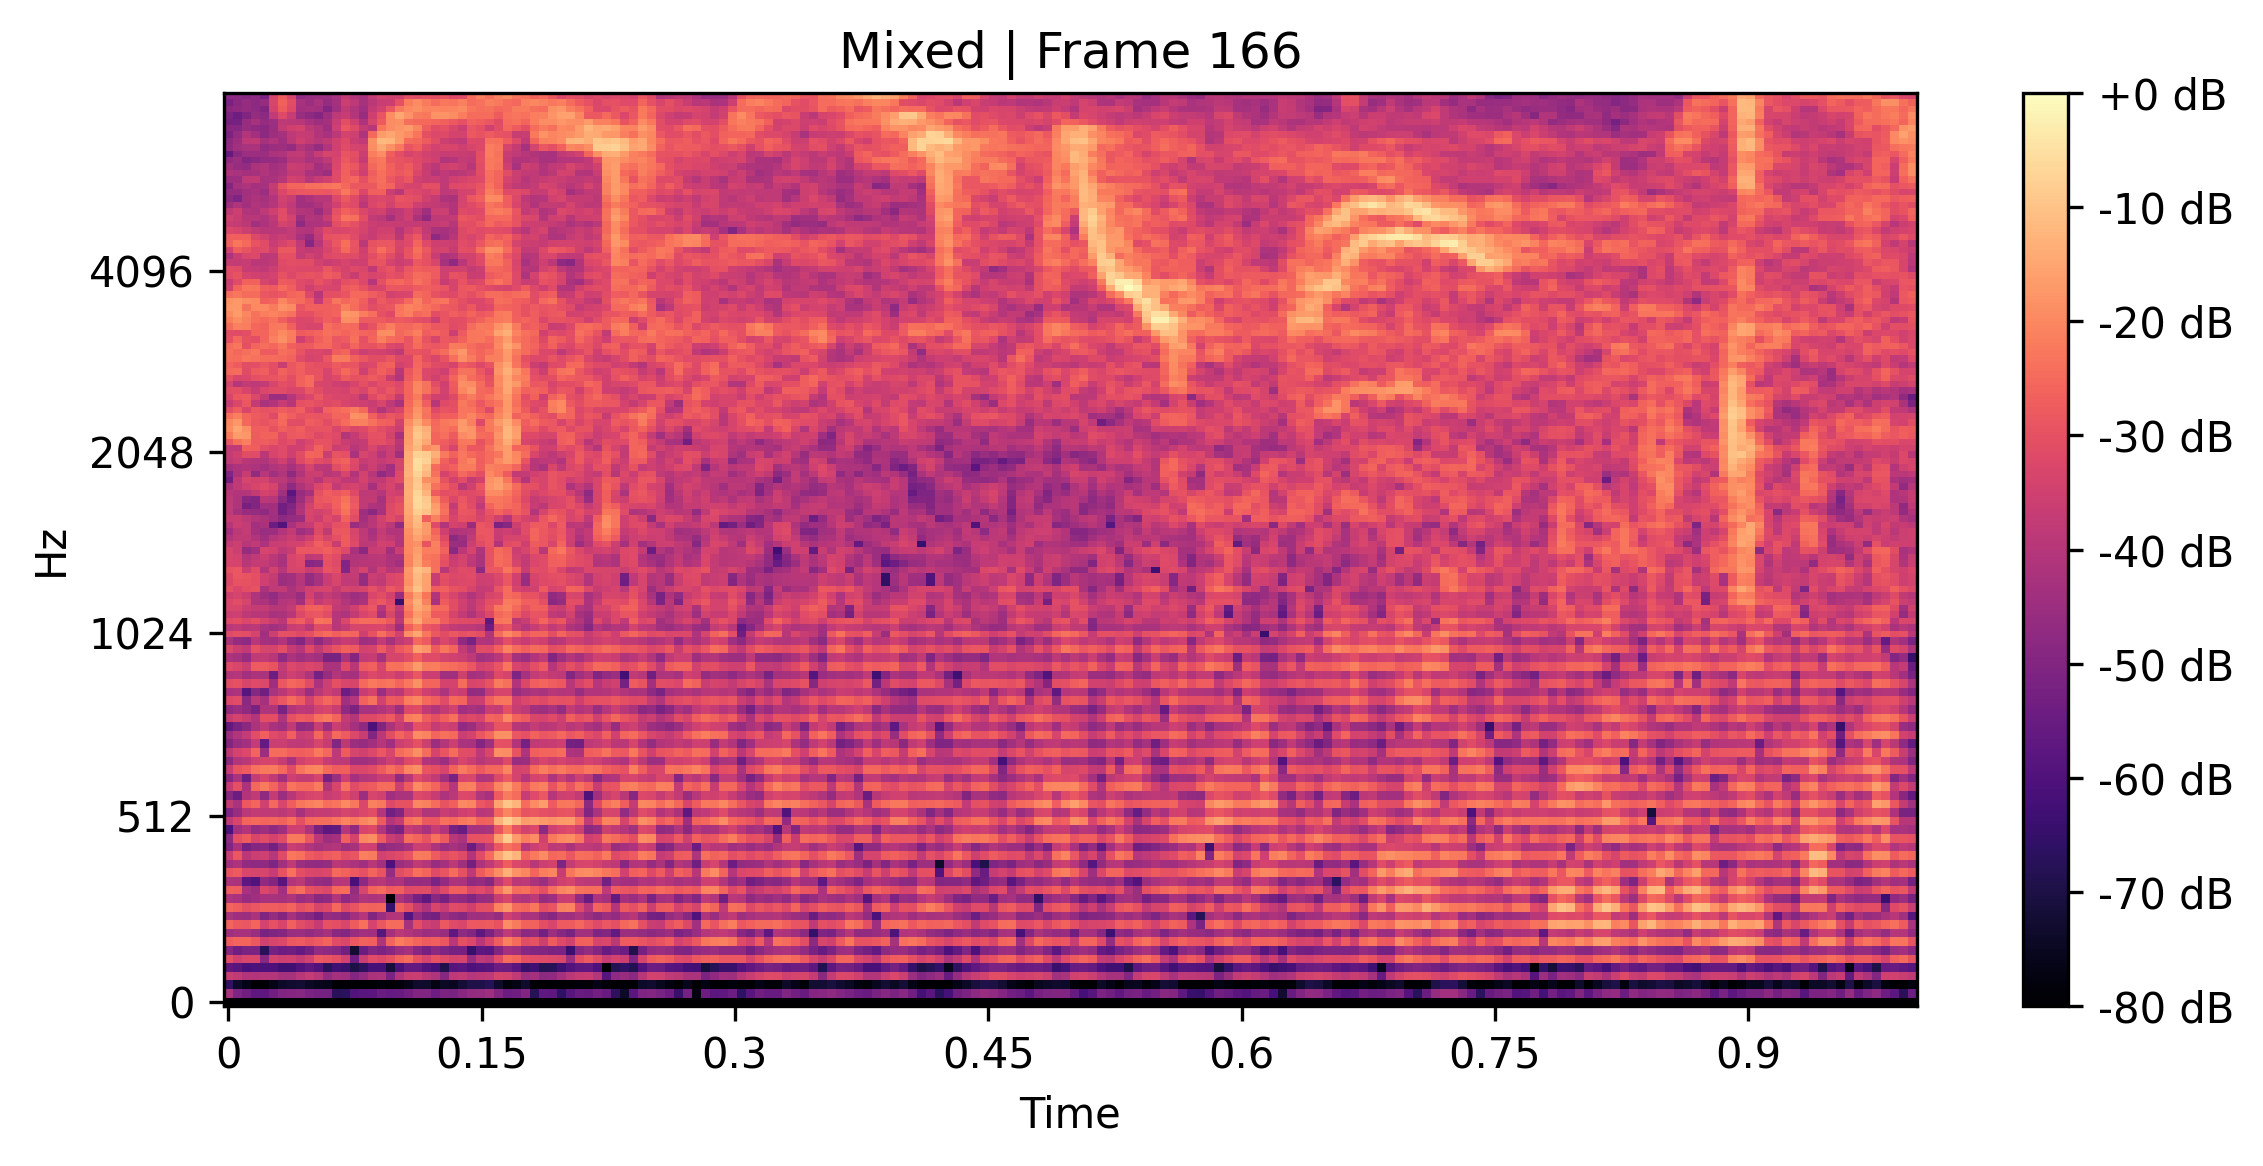 Mixed | Frame 166
+0 dB
-10 dB
-20 dB
-30 dB
-40 dB
-50 dB
-60 dB
-70 dB
-80 dB
Hz
4096
2048
1024
512
0
0 0.15 0.3 0.45 0.6 0.75 0.9
Time